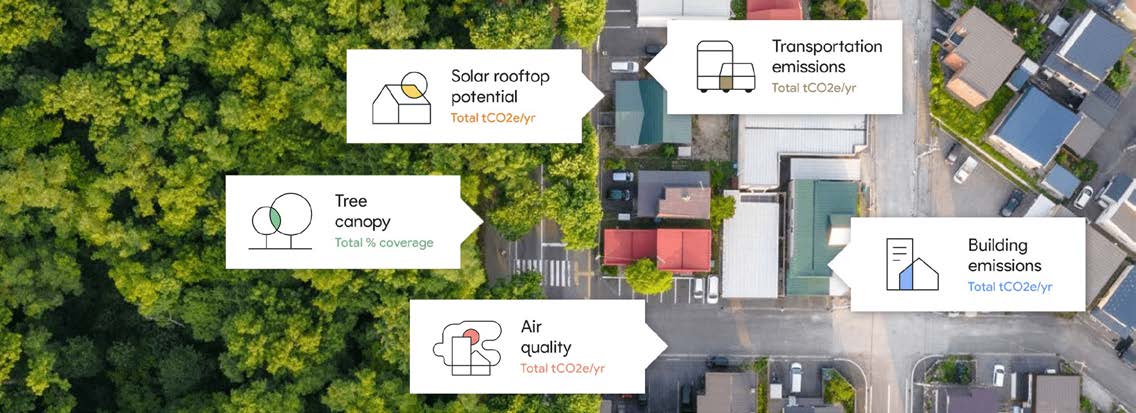 Solar rooftop
potential
Total tCO2e/yr
Transportation
emissions
Total tCO2e/yr
Tree
canopy
Total % coverage
Building
emissions
Total tCO2e/yr
Air
quality
Total tCO2e/yr